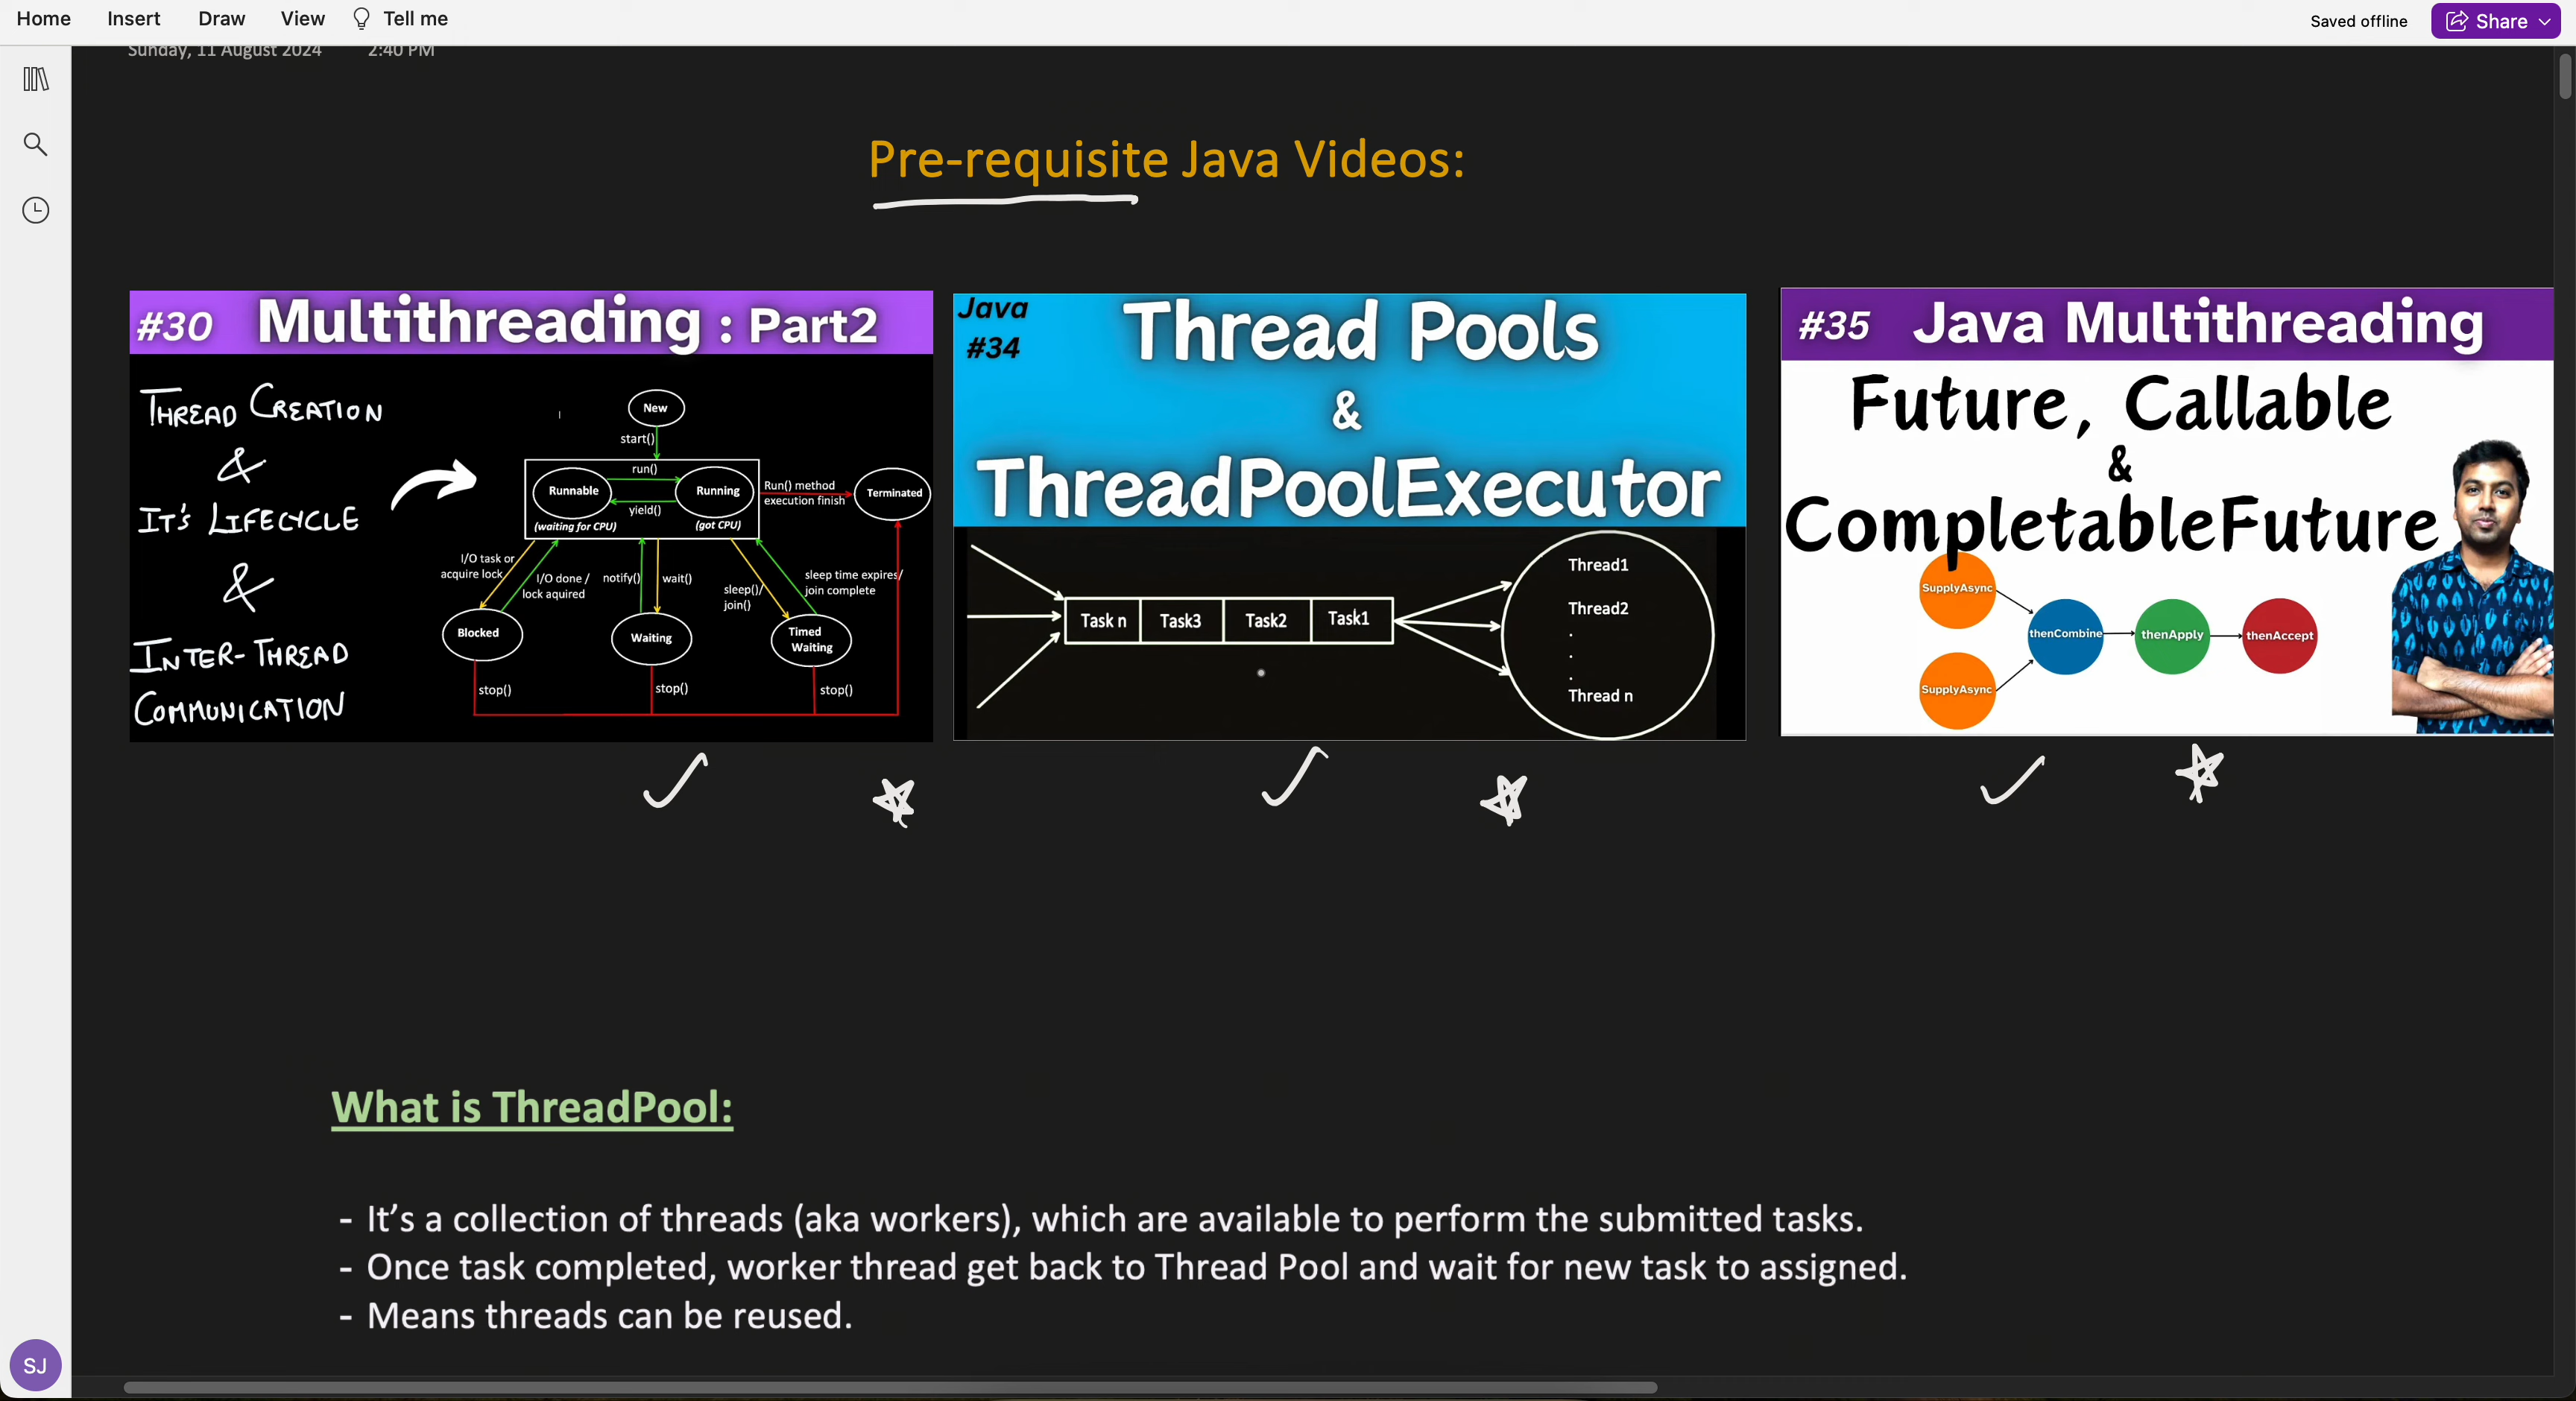 Home Insert Draw View Tell me Saved offline Share
Sunday, 11 August 2024 2:40 PM
Pre-requisite Java Videos:
#30 Multithreading : Part2
THREAD CREATION
&
IT'S LIFECYCLE
&
INTER-THREAD
COMMUNICATION
New
start()
run()
Runnable
Running
yield()
(waiting for CPU)
(got CPU)
Run() method
execution finish
Terminated
I/O task or
acquire lock
I/O done /
lock aquired
notify()
wait()
sleep()/
join()
sleep time expires/
join complete
Blocked
Waiting
Timed
Waiting
stop()
stop()
stop()
Java
#34
Thread Pools
&
ThreadPoolExecutor
Task n Task3 Task2 Task1
Thread1
Thread2
.
.
.
Thread n
#35 Java Multithreading
Future, Callable
&
CompletableFuture
SupplyAsync
SupplyAsync
thenCombine
thenApply
thenAccept
What is ThreadPool:
- It's a collection of threads (aka workers), which are available to perform the submitted tasks.
- Once task completed, worker thread get back to Thread Pool and wait for new task to assigned.
- Means threads can be reused.
SJ